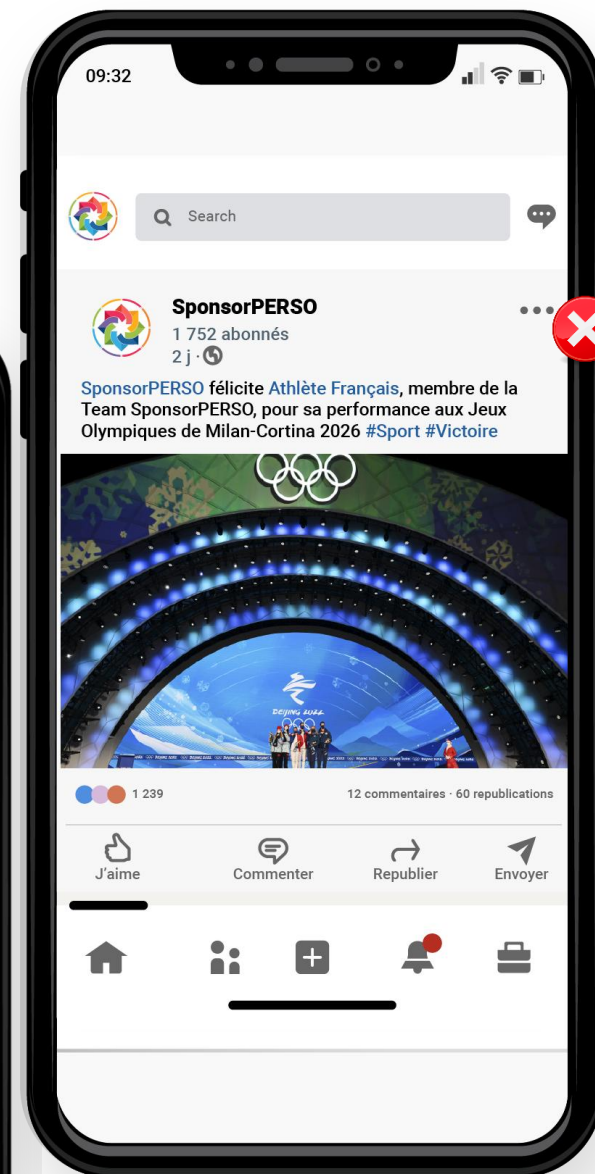 09:32
Search
SponsorPERSO
1 752 abonnés
2 j ·
SponsorPERSO félicite Athlète Français, membre de la
Team SponsorPERSO, pour sa performance aux Jeux
Olympiques de Milan-Cortina 2026 #Sport #Victoire
BEIJING 2022
1 239
12 commentaires · 60 republications
J'aime
Commenter
Republier
Envoyer